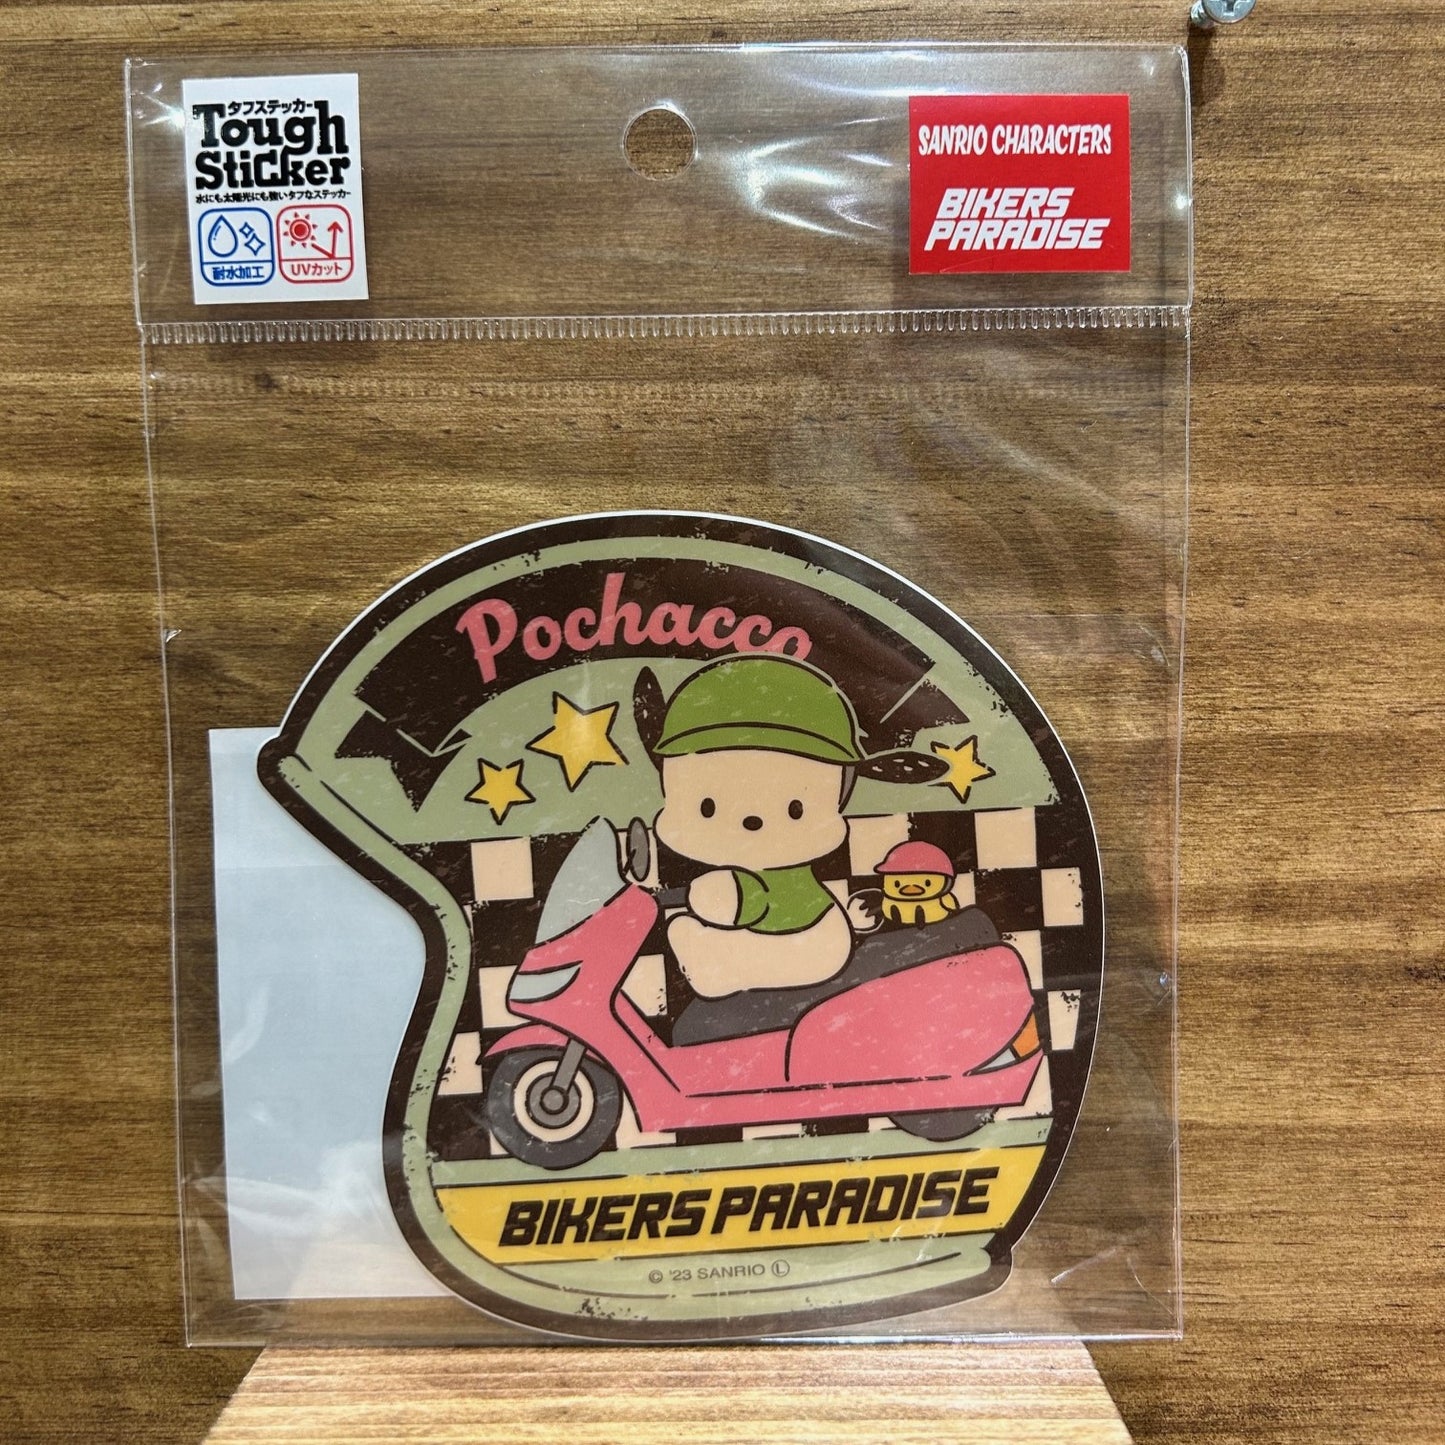 タフステッカー
Tough
Sticker
水にも太陽光にも強いタフなステッカー
耐水加工
UVカット
SANRIO CHARACTERS
BIKERS
PARADISE
Pochacco
BIKERS PARADISE
© '23 SANRIO Ⓛ